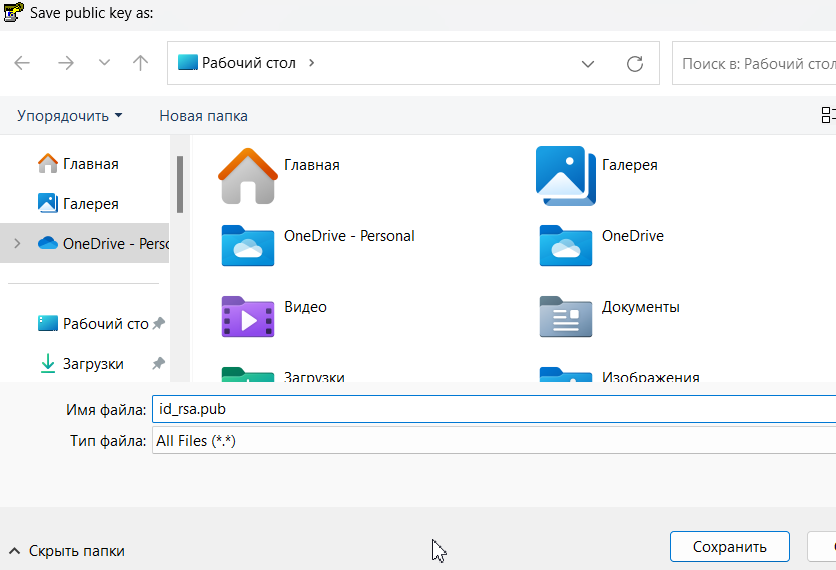 Save public key as:
Рабочий стол
Поиск в: Рабочий стол
Упорядочить
Новая папка
Главная
Галерея
OneDrive - Perso
Рабочий сто
Загрузки
Главная
Галерея
OneDrive - Personal
OneDrive
Видео
Документы
Загрузки
Изображения
Имя файла: id_rsa.pub
Тип файла: All Files (*.*)
Скрыть папки
Сохранить